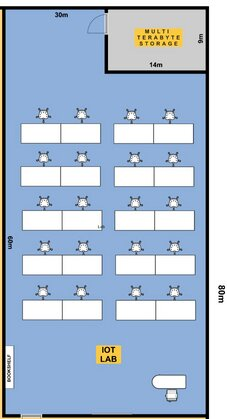 30m
MULTI
TERABYTE
STORAGE
9m
14m
60m
80m
IOT
LAB
BOOKSHELF